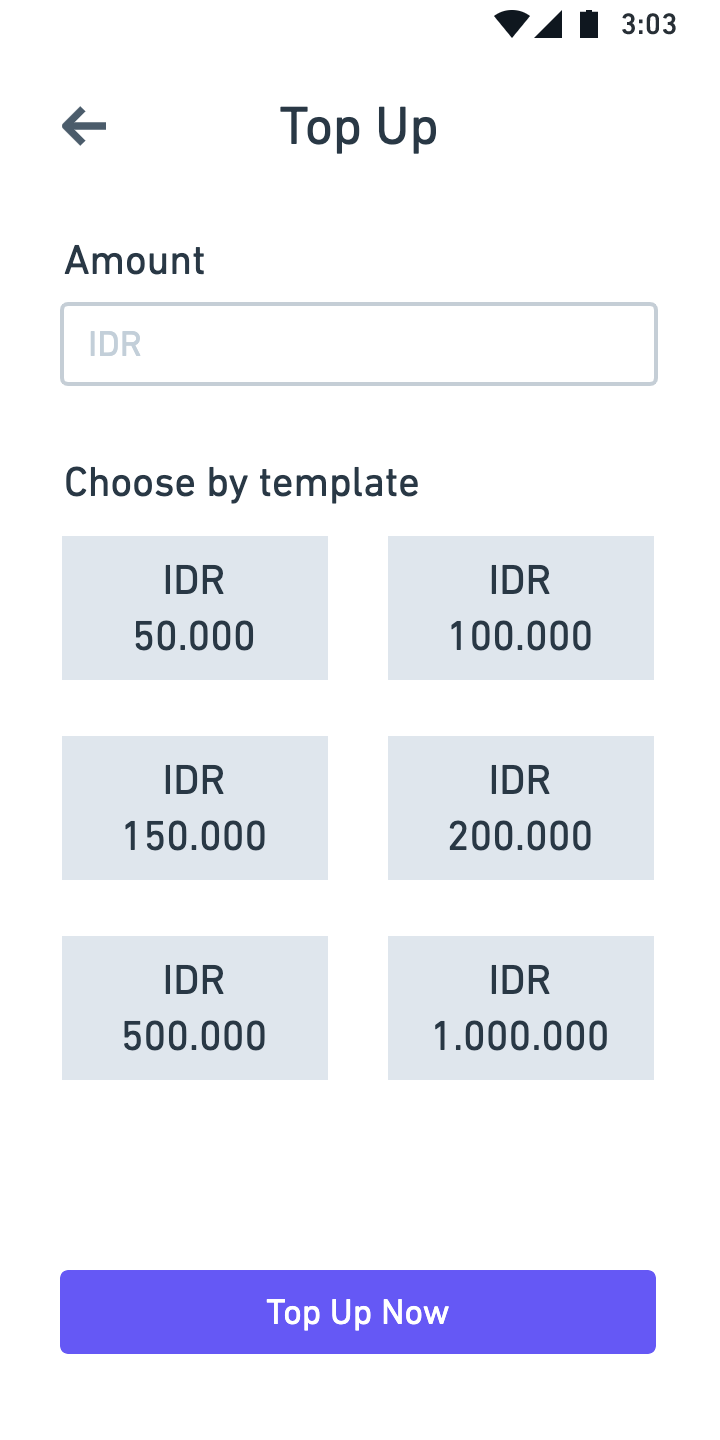 3:03
Top Up
Amount
IDR
Choose by template
IDR
50.000
IDR
100.000
IDR
150.000
IDR
200.000
IDR
500.000
IDR
1.000.000
Top Up Now